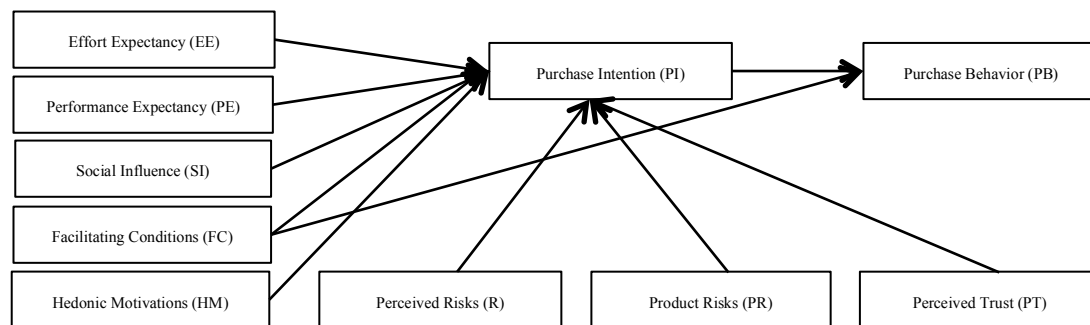 Effort Expectancy (EE)
Purchase Intention (PI)
Purchase Behavior (PB)
Performance Expectancy (PE)
Social Influence (SI)
Facilitating Conditions (FC)
Hedonic Motivations (HM)
Perceived Risks (R)
Product Risks (PR)
Perceived Trust (PT)